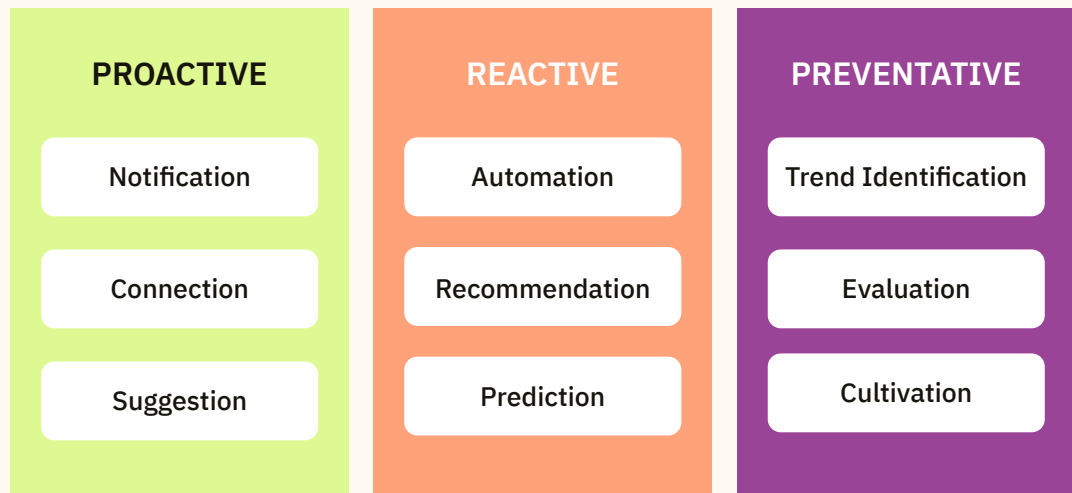 PROACTIVE
Notification
Connection
Suggestion
REACTIVE
Automation
Recommendation
Prediction
PREVENTATIVE
Trend Identification
Evaluation
Cultivation